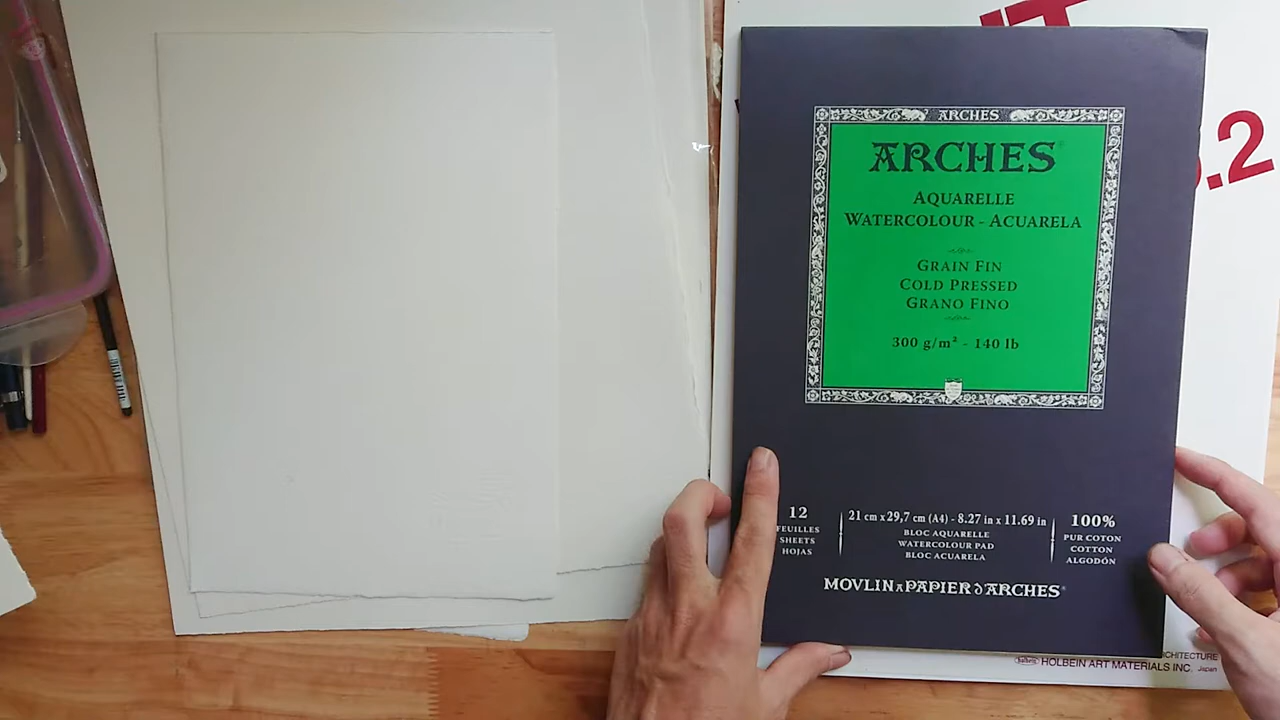 ARCHES
ARCHES
AQUARELLE
WATERCOLOUR - ACUARELA
GRAIN FIN
COLD PRESSED
GRANO FINO
300 g/m² - 140 lb
12
FEUILLES
SHEETS
HOJAS
21 cm x 29,7 cm (A4) - 8.27 in x 11.69 in
BLOC AQUARELLE
WATERCOLOUR PAD
BLOC ACUARELA
100%
PUR COTON
COTTON
ALGODÓN
MOVLIN A PAPIER D'ARCHES®
.2
HOLBEIN ART MATERIALS INC. Japan